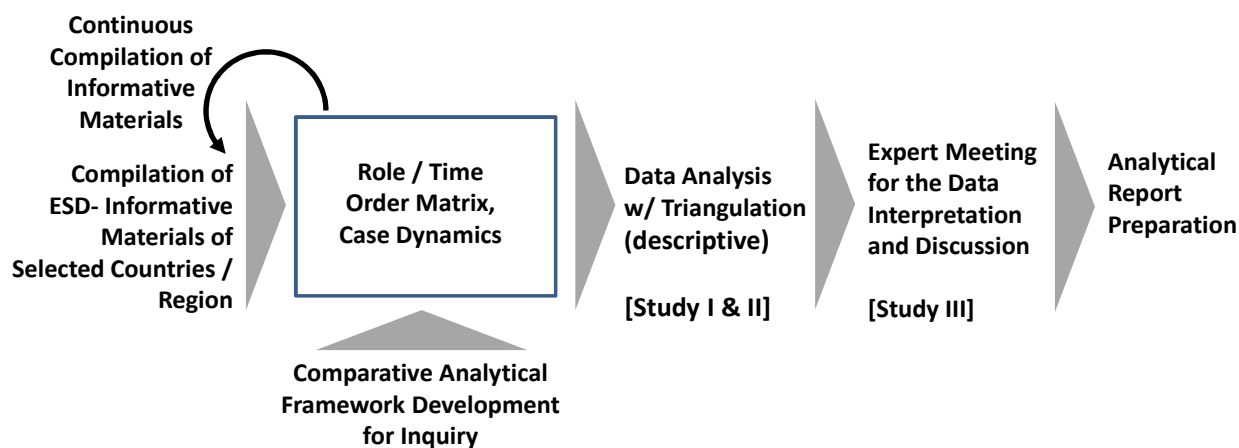 Continuous
Compilation of
Informative
Materials
Compilation of
ESD- Informative
Materials of
Selected Countries /
Region
Role / Time
Order Matrix,
Case Dynamics
Comparative Analytical
Framework Development
for Inquiry
Data Analysis
w/ Triangulation
(descriptive)
[Study I & II]
Expert Meeting
for the Data
Interpretation
and Discussion
[Study III]
Analytical
Report
Preparation